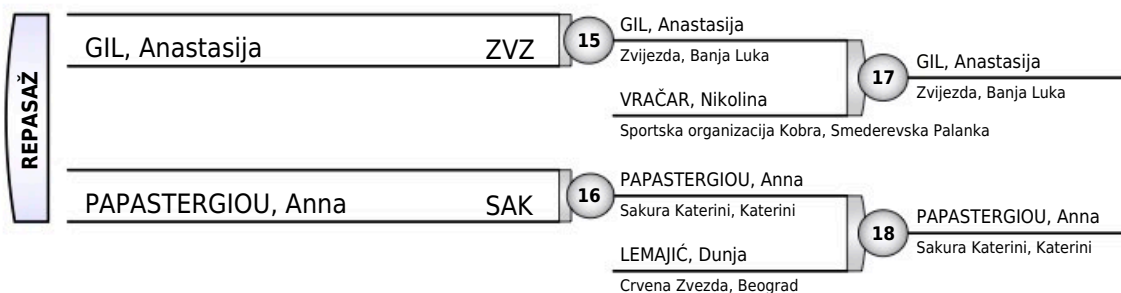 REPASAŽ
GIL, Anastasija ZVZ
15
GIL, Anastasija
Zvijezda, Banja Luka
VRAČAR, Nikolina
Sportska organizacija Kobra, Smederevska Palanka
17
GIL, Anastasija
Zvijezda, Banja Luka
PAPASTERGIOU, Anna SAK
16
PAPASTERGIOU, Anna
Sakura Katerini, Katerini
LEMAJIĆ, Dunja
Crvena Zvezda, Beograd
18
PAPASTERGIOU, Anna
Sakura Katerini, Katerini